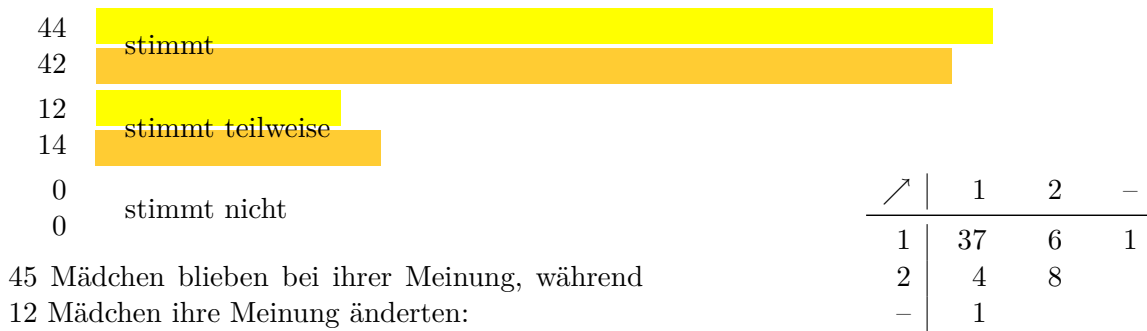 44
stimmt
42
12
stimmt teilweise
14
0
stimmt nicht
0
↗ 1 2 –
1 37 6 1
45 Mädchen blieben bei ihrer Meinung, während
2 4 8
12 Mädchen ihre Meinung änderten:
– 1